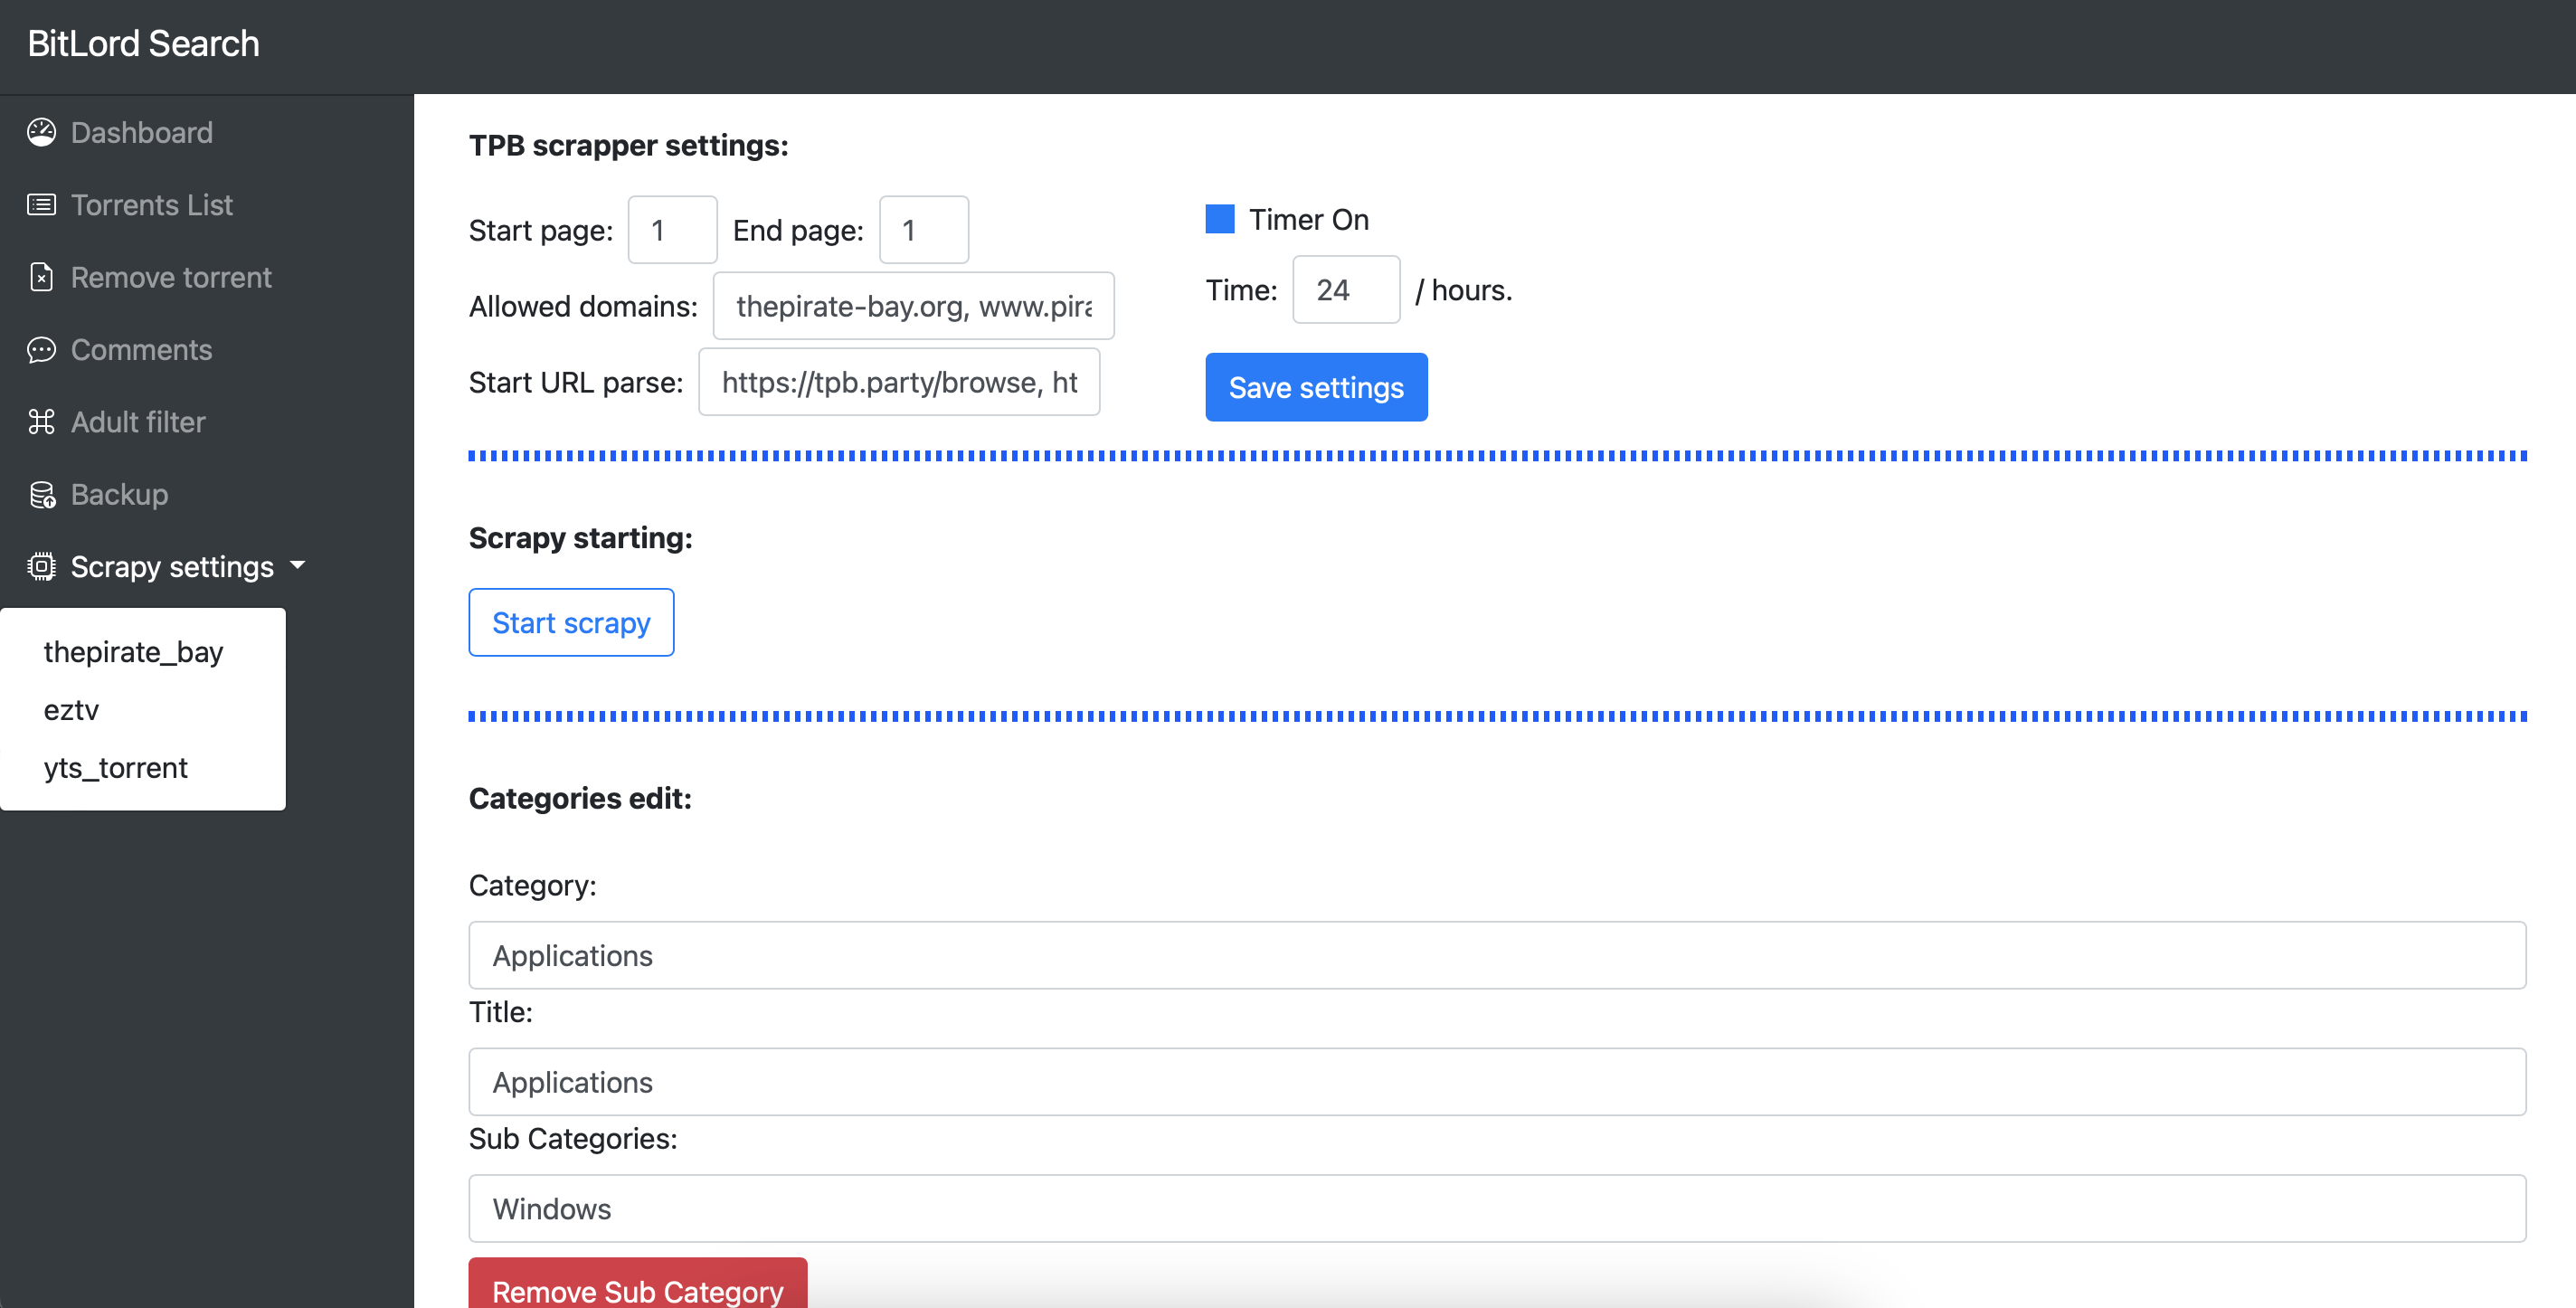 BitLord Search
Dashboard
Torrents List
Remove torrent
Comments
Adult filter
Backup
Scrapy settings
thepirate_bay
eztv
yts_torrent
TPB scrapper settings:
Start page: 1 End page: 1
Allowed domains: thepirate-bay.org, www.pira
Start URL parse: https://tpb.party/browse, ht
Timer On
Time: 24 / hours.
Save settings
Scrapy starting:
Start scrapy
Categories edit:
Category:
Applications
Title:
Applications
Sub Categories:
Windows
Remove Sub Category